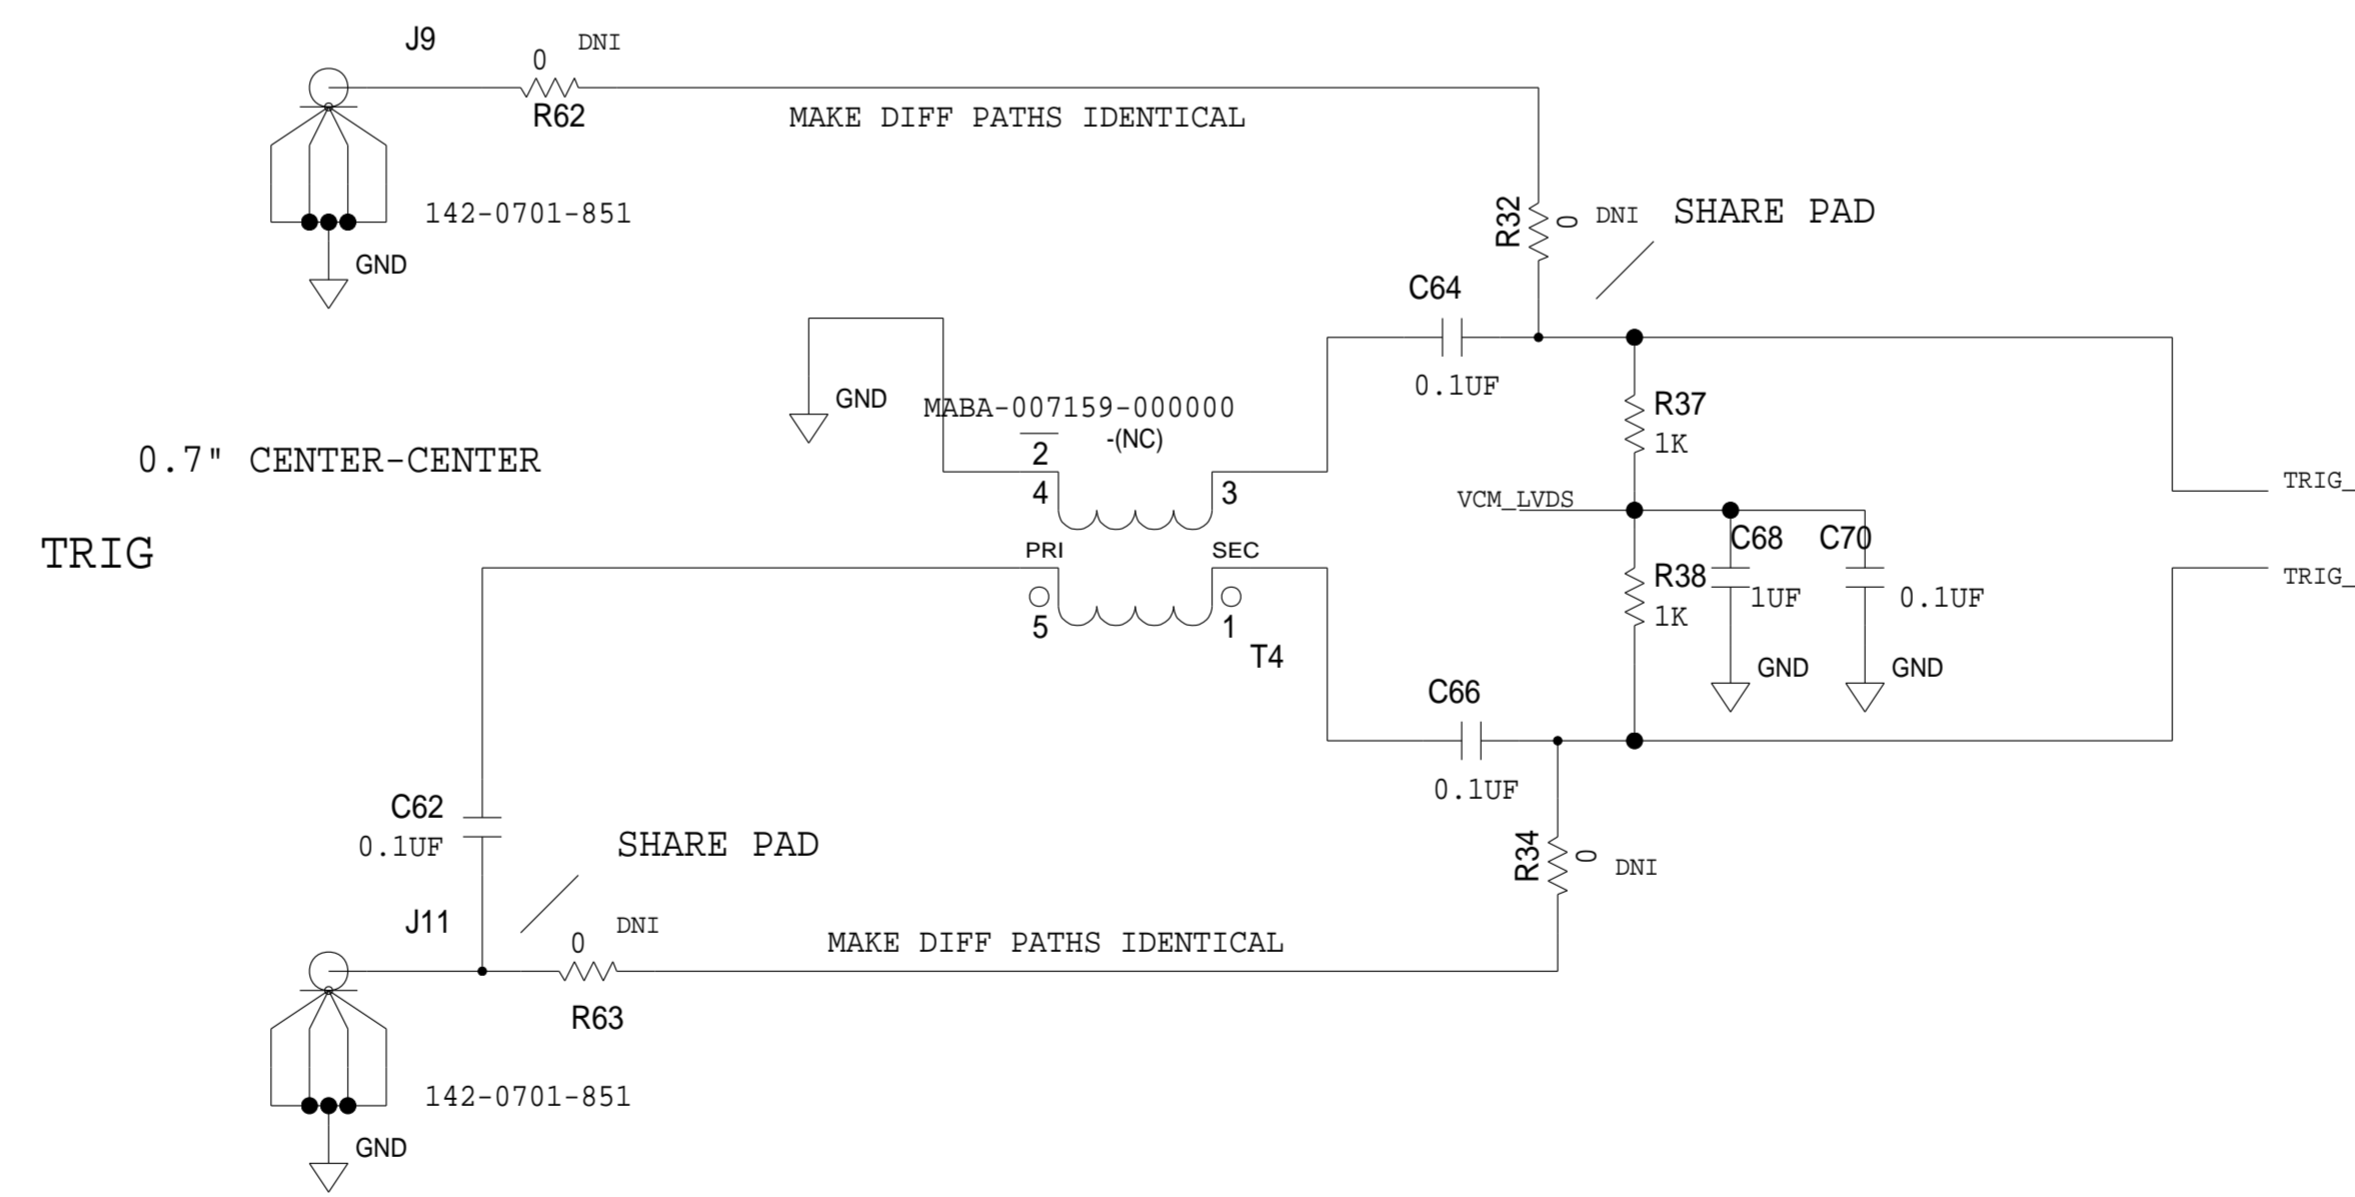 J9
DNI
0
R62
MAKE DIFF PATHS IDENTICAL
142-0701-851
GND
R32
0
DNI
SHARE PAD
C64
0.1UF
GND
MABA-007159-000000
-(NC)
2
4
3
R37
1K
0.7" CENTER-CENTER
TRIG
VCM_LVDS
TRIG_
C68
C70
PRI
SEC
R38
1K
1UF
0.1UF
TRIG_
5
1
T4
GND
GND
C66
0.1UF
C62
0.1UF
SHARE PAD
R34
0
DNI
J11
DNI
0
MAKE DIFF PATHS IDENTICAL
R63
142-0701-851
GND